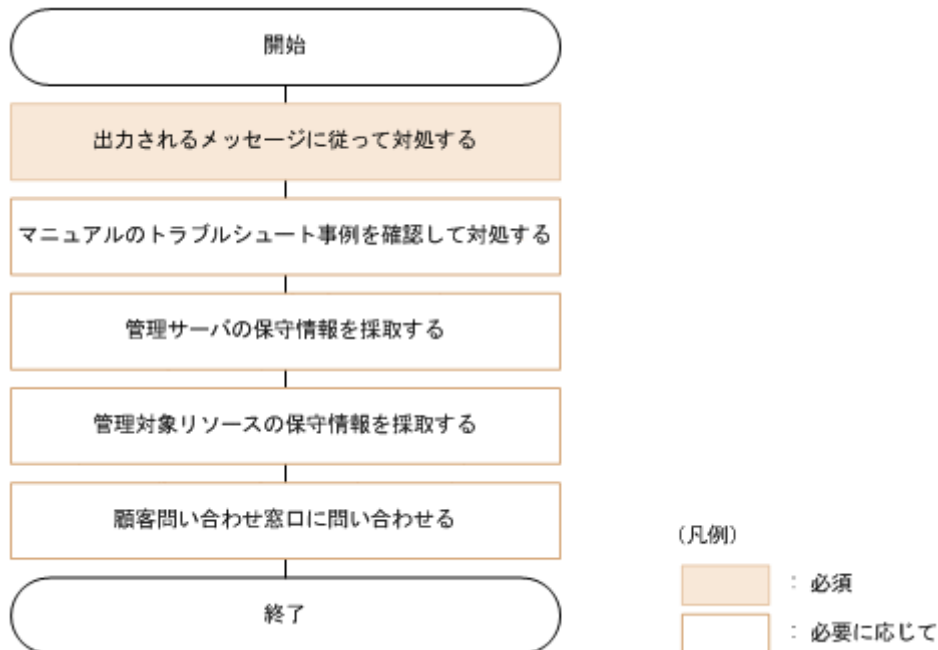 開始
出力されるメッセージに従って対処する
マニュアルのトラブルシュート事例を確認して対処する
管理サーバの保守情報を採取する
管理対象リソースの保守情報を採取する
顧客問い合わせ窓口に問い合わせる
終了
(凡例)
: 必須
: 必要に応じて